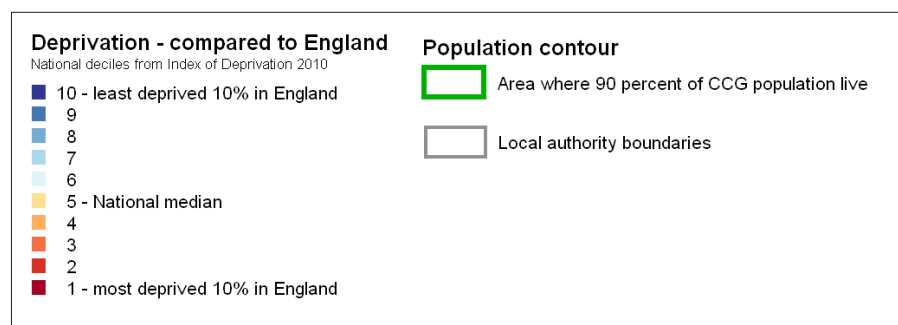 Deprivation - compared to England
National deciles from Index of Deprivation 2010
10 - least deprived 10% in England
9
8
7
6
5 - National median
4
3
2
1 - most deprived 10% in England
Population contour
Area where 90 percent of CCG population live
Local authority boundaries